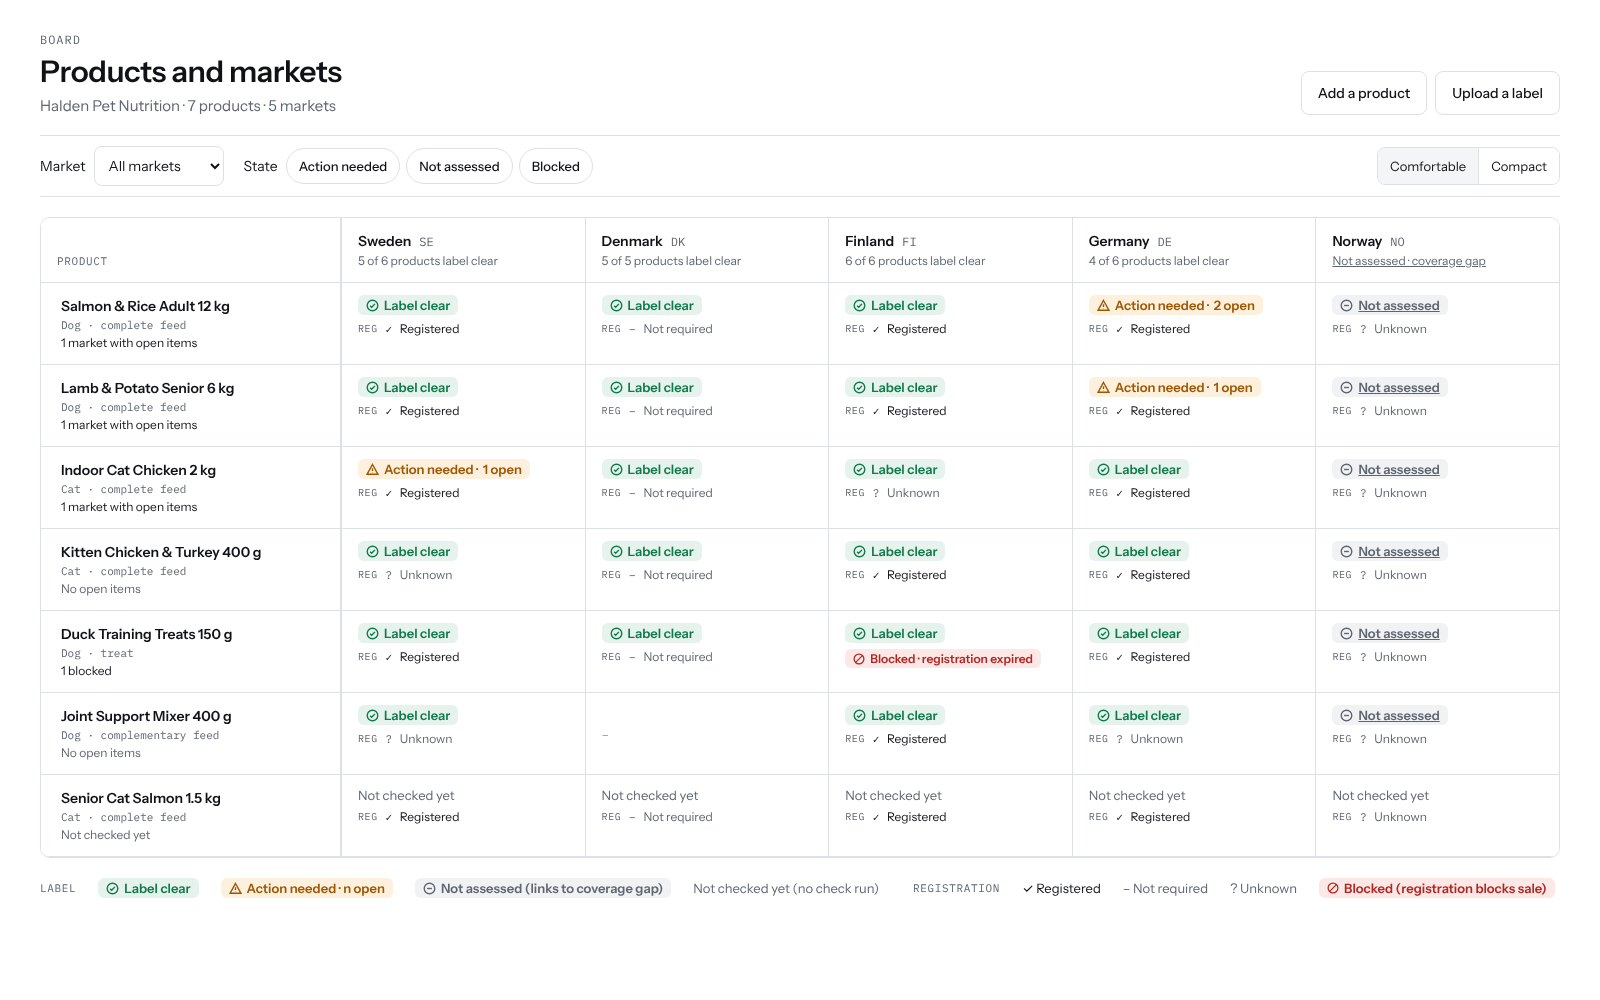 BOARD
Products and markets
Halden Pet Nutrition · 7 products · 5 markets
Add a product
Upload a label
Market
All markets
State
Action needed
Not assessed
Blocked
Comfortable
Compact
PRODUCT
Sweden SE
5 of 6 products label clear
Denmark DK
5 of 5 products label clear
Finland FI
6 of 6 products label clear
Germany DE
4 of 6 products label clear
Norway NO
Not assessed · coverage gap
Salmon & Rice Adult 12 kg
Dog · complete feed
1 market with open items
Label clear
REG ✓ Registered
Label clear
REG – Not required
Label clear
REG ✓ Registered
Action needed · 2 open
REG ✓ Registered
Not assessed
REG ? Unknown
Lamb & Potato Senior 6 kg
Dog · complete feed
1 market with open items
Label clear
REG ✓ Registered
Label clear
REG – Not required
Label clear
REG ✓ Registered
Action needed · 1 open
REG ✓ Registered
Not assessed
REG ? Unknown
Indoor Cat Chicken 2 kg
Cat · complete feed
1 market with open items
Action needed · 1 open
REG ✓ Registered
Label clear
REG – Not required
Label clear
REG ? Unknown
Label clear
REG ✓ Registered
Not assessed
REG ? Unknown
Kitten Chicken & Turkey 400 g
Cat · complete feed
No open items
Label clear
REG ? Unknown
Label clear
REG – Not required
Label clear
REG ✓ Registered
Label clear
REG ✓ Registered
Not assessed
REG ? Unknown
Duck Training Treats 150 g
Dog · treat
1 blocked
Label clear
REG ✓ Registered
Label clear
REG – Not required
Label clear
Blocked · registration expired
Label clear
REG ✓ Registered
Not assessed
REG ? Unknown
Joint Support Mixer 400 g
Dog · complementary feed
No open items
Label clear
REG ? Unknown
–
Label clear
REG ✓ Registered
Label clear
REG ? Unknown
Not assessed
REG ? Unknown
Senior Cat Salmon 1.5 kg
Cat · complete feed
Not checked yet
Not checked yet
REG ✓ Registered
Not checked yet
REG – Not required
Not checked yet
REG ✓ Registered
Not checked yet
REG ✓ Registered
Not checked yet
REG ? Unknown
LABEL
Label clear
Action needed · n open
Not assessed (links to coverage gap)
Not checked yet (no check run)
REGISTRATION
✓ Registered
– Not required
? Unknown
Blocked (registration blocks sale)